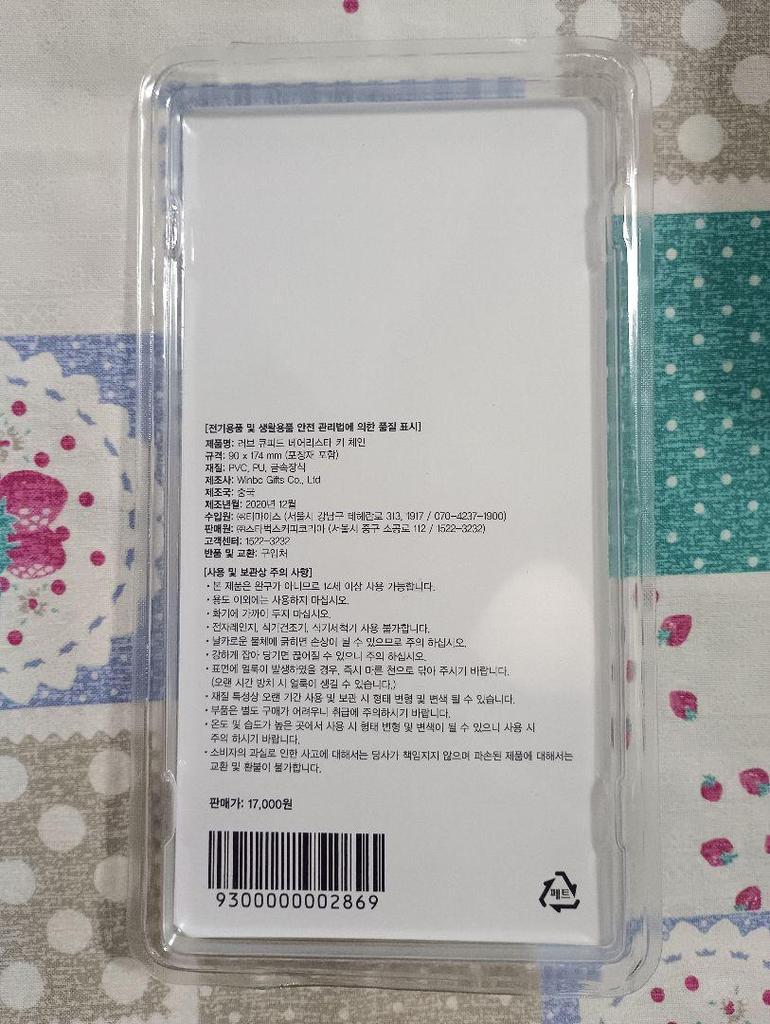 [전기용품 및 생활용품 안전 관리법에 의한 품질 표시]
제품명: 러브 큐피드 베어리스타 키 체인
규격: 90 x 174 mm (포장자 포함)
재질: PVC, PU, 금속장식
제조사: Winbc Gifts Co., Ltd
제조국: 중국
제조년월: 2020년 12월
수입원: ㈜티마이스 (서울시 강남구 테헤란로 313, 1917 / 070-4237-1900)
판매원: ㈜스타벅스커피코리아 (서울시 중구 소공로 112 / 1522-3232)
고객센터: 1522-3232
반품 및 교환: 구입처
[사용 및 보관상 주의 사항]
• 본 제품은 완구가 아니므로 14세 이상 사용 가능합니다.
• 용도 이외에는 사용하지 마십시오.
• 화기에 가까이 두지 마십시오.
• 전자레인지, 식기건조기, 식기세척기 사용 불가합니다.
• 날카로운 물체에 긁히면 손상이 될 수 있으므로 주의 하십시오.
• 강하게 잡아 당기면 끊어질 수 있으니 주의 하십시오.
• 표면에 얼룩이 발생하였을 경우, 즉시 마른 천으로 닦아 주시기 바랍니다.
(오랜 시간 방치 시 얼룩이 생길 수 있습니다.)
• 재질 특성상 오랜 기간 사용 및 보관 시 형태 변형 및 변색 될 수 있습니다.
• 부품은 별도 구매가 어려우니 취급에 주의하시기 바랍니다.
• 온도 및 습도가 높은 곳에서 사용 시 형태 변형 및 변색이 될 수 있으니 사용 시
주의 하시기 바랍니다.
• 소비자의 과실로 인한 사고에 대해서는 당사가 책임지지 않으며 파손된 제품에 대해서는
교환 및 환불이 불가합니다.
판매가: 17,000원
9300000002869
페트